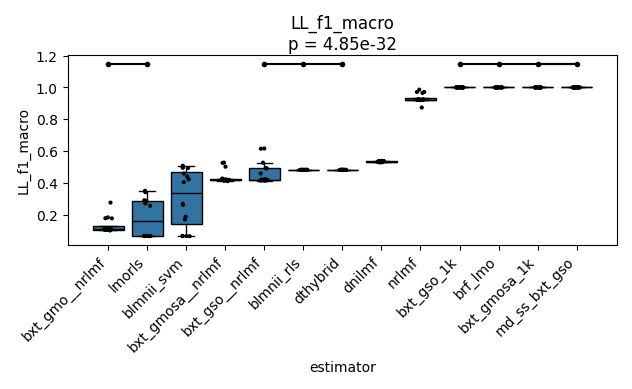 LL_f1_macro
p = 4.85e-32
1.2
1.0
0.8
0.6
0.4
0.2
LL_f1_macro
bxt_gmo__nrlmf
lmorls
blmnii_svm
bxt_gmosa__nrlmf
bxt_gso__nrlmf
blmnii_rls
dthybrid
dnilmf
nrlmf
bxt_gso_1k
brf_lmo
bxt_gmosa_1k
md_ss_bxt_gso
estimator